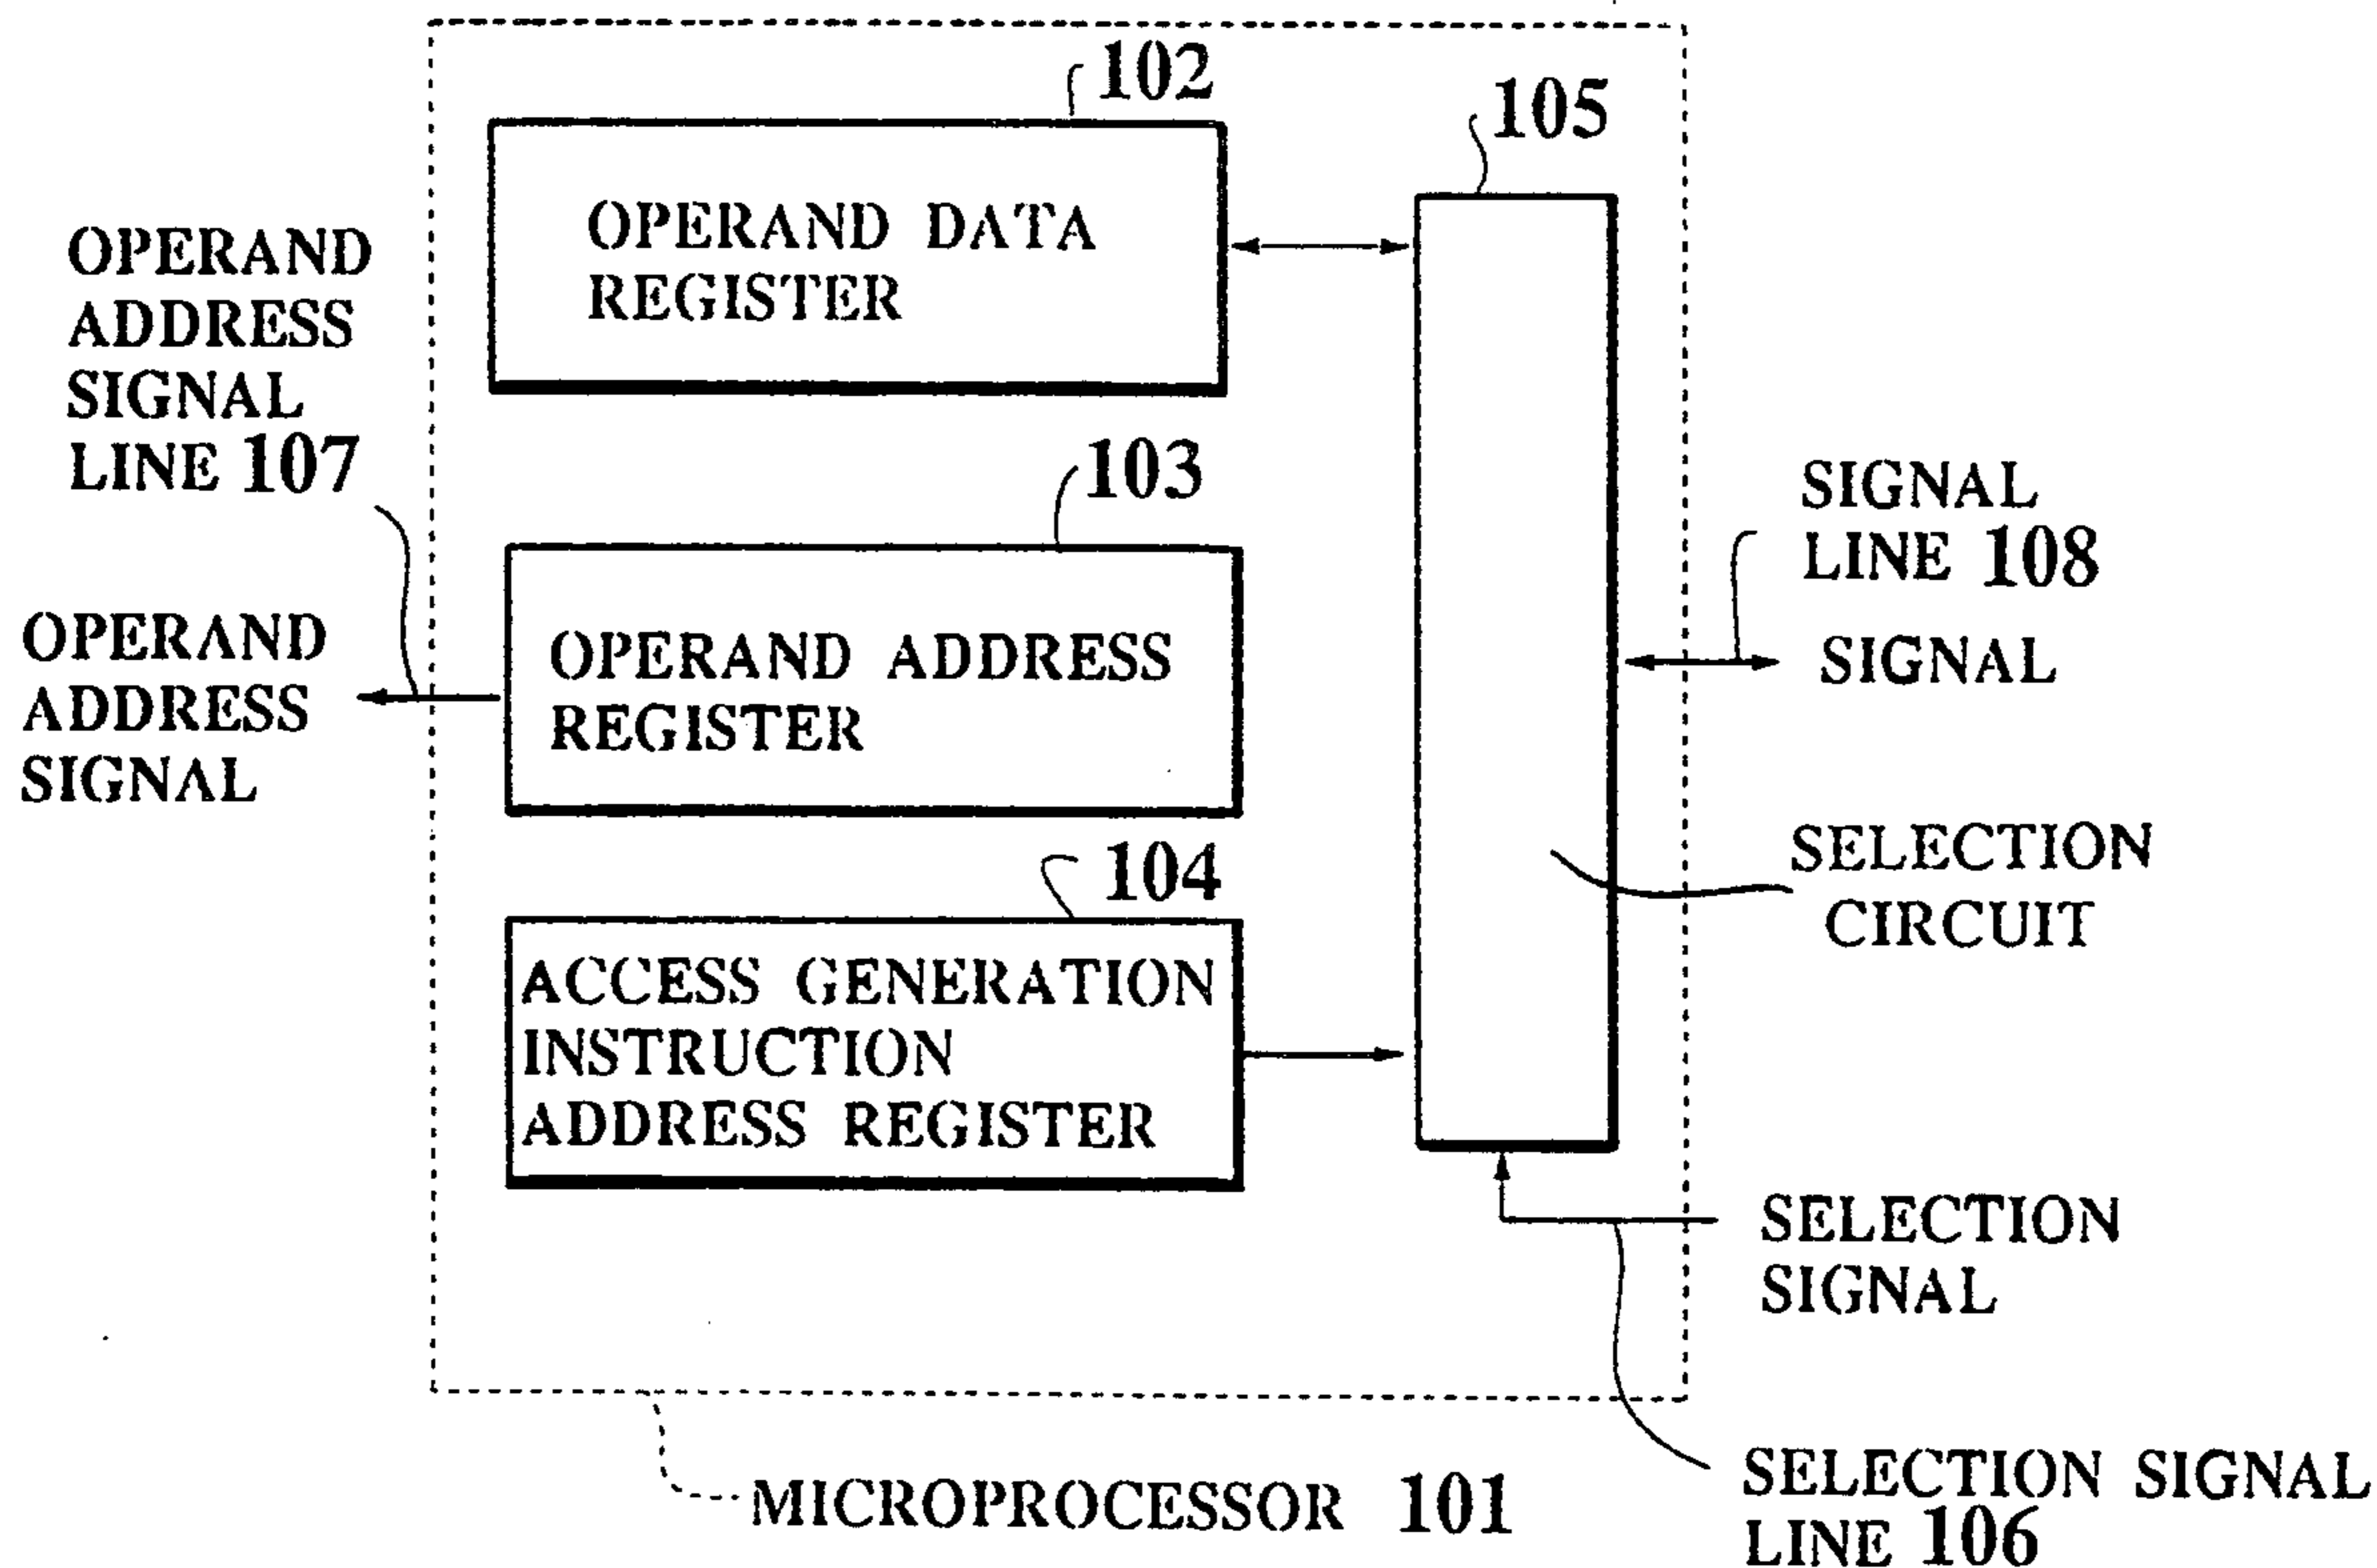 102
105
OPERAND DATA
REGISTER
OPERAND
ADDRESS
SIGNAL
LINE 107
103
SIGNAL
LINE 108
SIGNAL
OPERAND
ADDRESS
SIGNAL
OPERAND ADDRESS
REGISTER
104
SELECTION
CIRCUIT
ACCESS GENERATION
INSTRUCTION
ADDRESS REGISTER
SELECTION
SIGNAL
MICROPROCESSOR 101
SELECTION SIGNAL
LINE 106